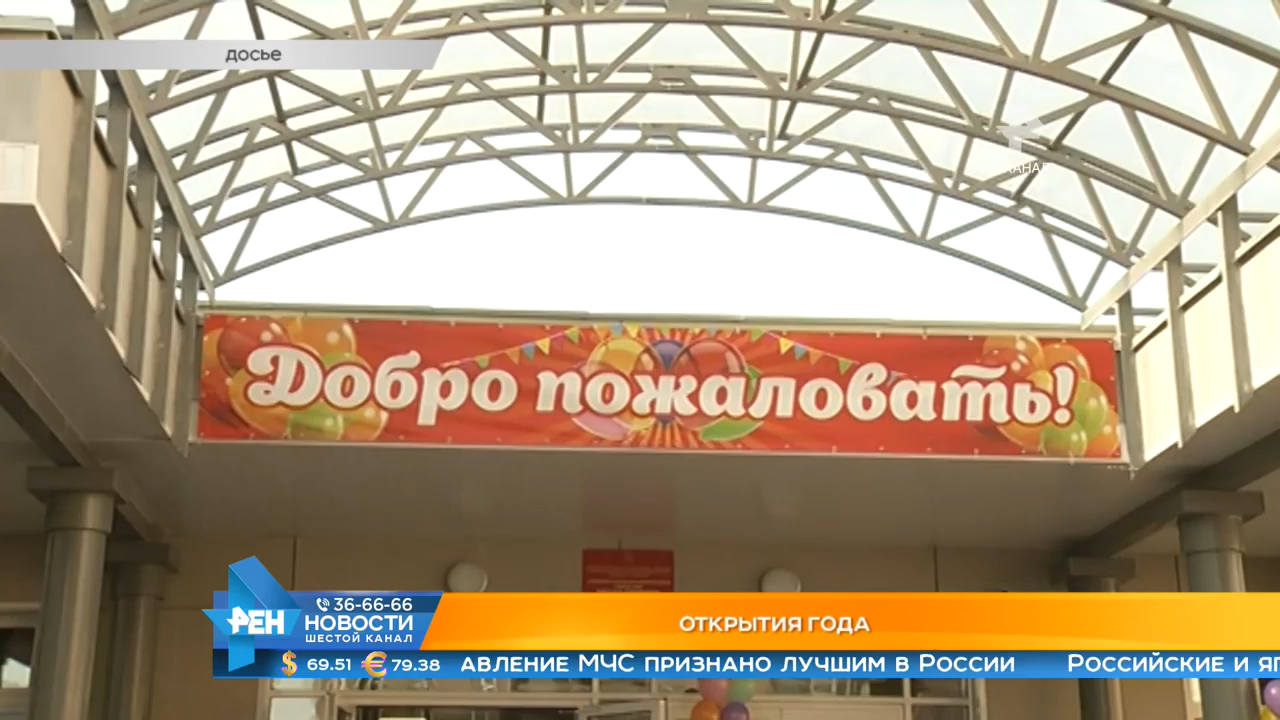 ДОСЬЕ
КАНАЛ
Добро пожаловать!
РЕН
36-66-66
НОВОСТИ
ШЕСТОЙ КАНАЛ
ОТКРЫТИЯ ГОДА
$ 69.51 € 79.38 АВЛЕНИЕ МЧС ПРИЗНАНО ЛУЧШИМ В РОССИИ РОССИЙСКИЕ И ЯП